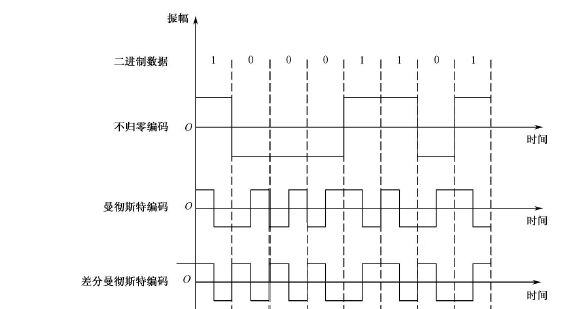 振幅
二进制数据 1 0 0 0 1 1 0 1
不归零编码 O
时间
曼彻斯特编码 O
时间
差分曼彻斯特编码 O
时间